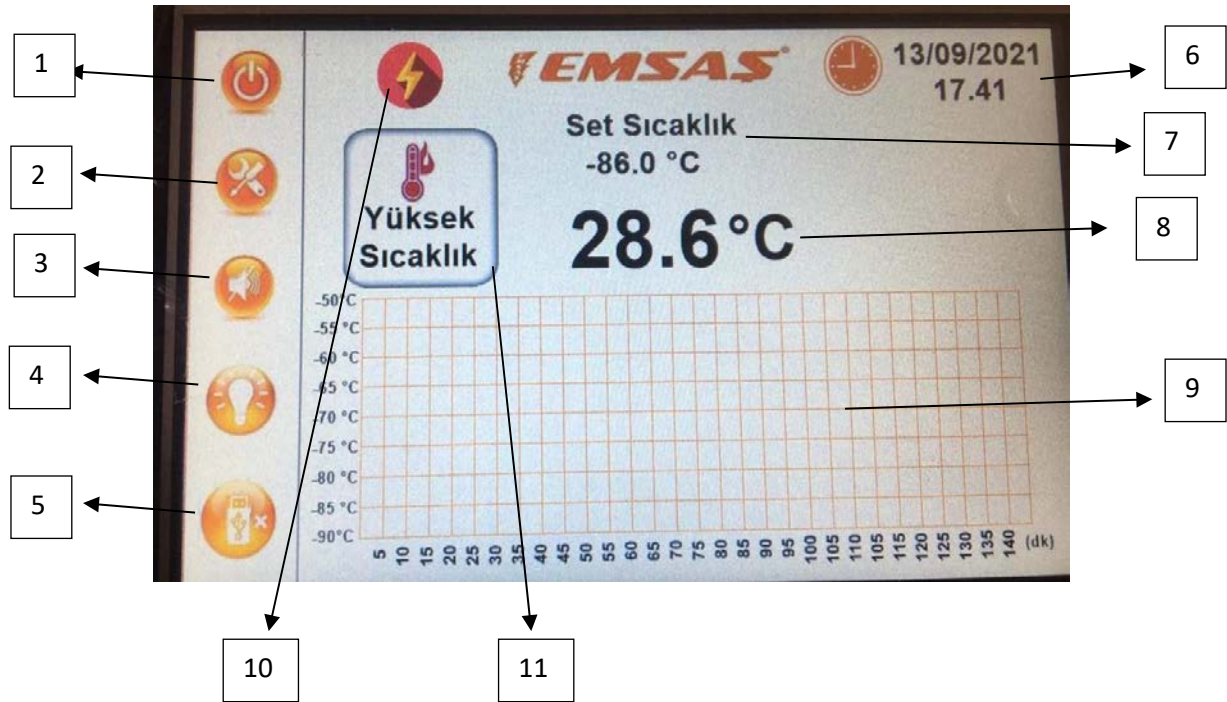 1
2
3
4
5
6
7
8
9
10
11
EMSAŞ
13/09/2021
17.41
Set Sıcaklık
-86.0 °C
Yüksek
Sıcaklık
28.6°C
-50°C
-55 °C
-60 °C
-65 °C
-70 °C
-75 °C
-80 °C
-85 °C
-90°C
5 10 15 20 25 30 35 40 45 50 55 60 65 70 75 80 85 90 95 100 105 110 105 115 120 125 130 135 140 (dk)